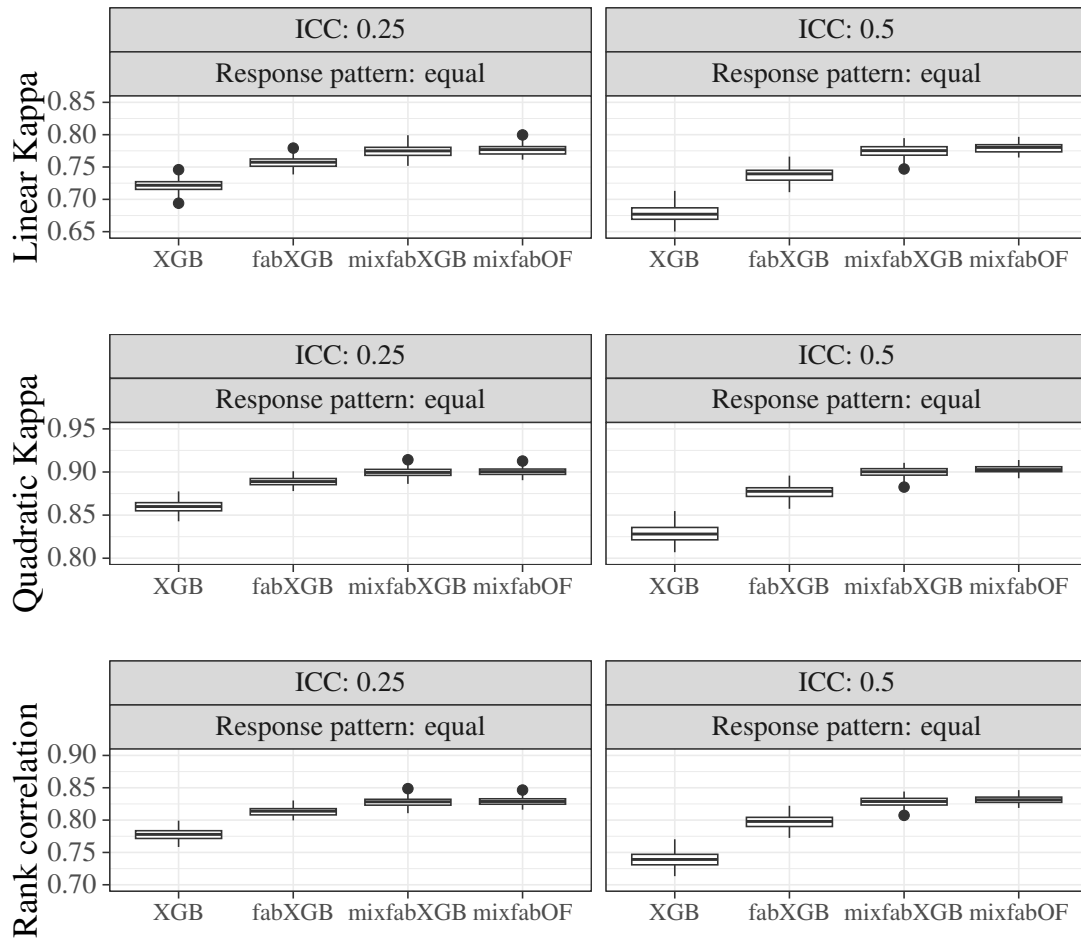 ICC: 0.25
ICC: 0.5
Response pattern: equal
Response pattern: equal
Linear Kappa
0.85
0.80
0.75
0.70
0.65
XGB fabXGB mixfabXGB mixfabOF
XGB fabXGB mixfabXGB mixfabOF
ICC: 0.25
ICC: 0.5
Response pattern: equal
Response pattern: equal
Quadratic Kappa
0.95
0.90
0.85
0.80
XGB fabXGB mixfabXGB mixfabOF
XGB fabXGB mixfabXGB mixfabOF
ICC: 0.25
ICC: 0.5
Response pattern: equal
Response pattern: equal
Rank correlation
0.90
0.85
0.80
0.75
0.70
XGB fabXGB mixfabXGB mixfabOF
XGB fabXGB mixfabXGB mixfabOF